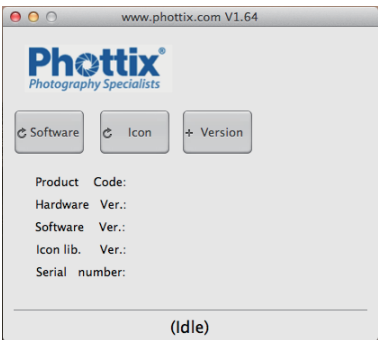 www.phottix.com V1.64
Phottix®
Photography Specialists
Software
Icon
+ Version
Product Code:
Hardware Ver.:
Software Ver.:
Icon lib. Ver.:
Serial number:
(Idle)